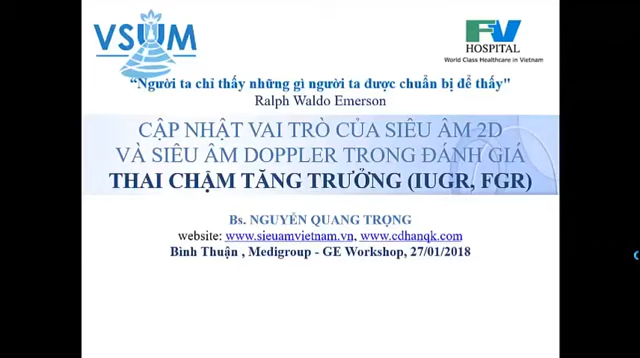 VSUM
FV
HOSPITAL
World Class Healthcare in Vietnam
“Người ta chỉ thấy những gì người ta được chuẩn bị để thấy"
Ralph Waldo Emerson
CẬP NHẬT VAI TRÒ CỦA SIÊU ÂM 2D
VÀ SIÊU ÂM DOPPLER TRONG ĐÁNH GIÁ
THAI CHẬM TĂNG TRƯỞNG (IUGR, FGR)
Bs. NGUYỄN QUANG TRỌNG
website: www.sieuamvietnam.vn, www.cdhanqk.com
Bình Thuận , Medigroup - GE Workshop, 27/01/2018